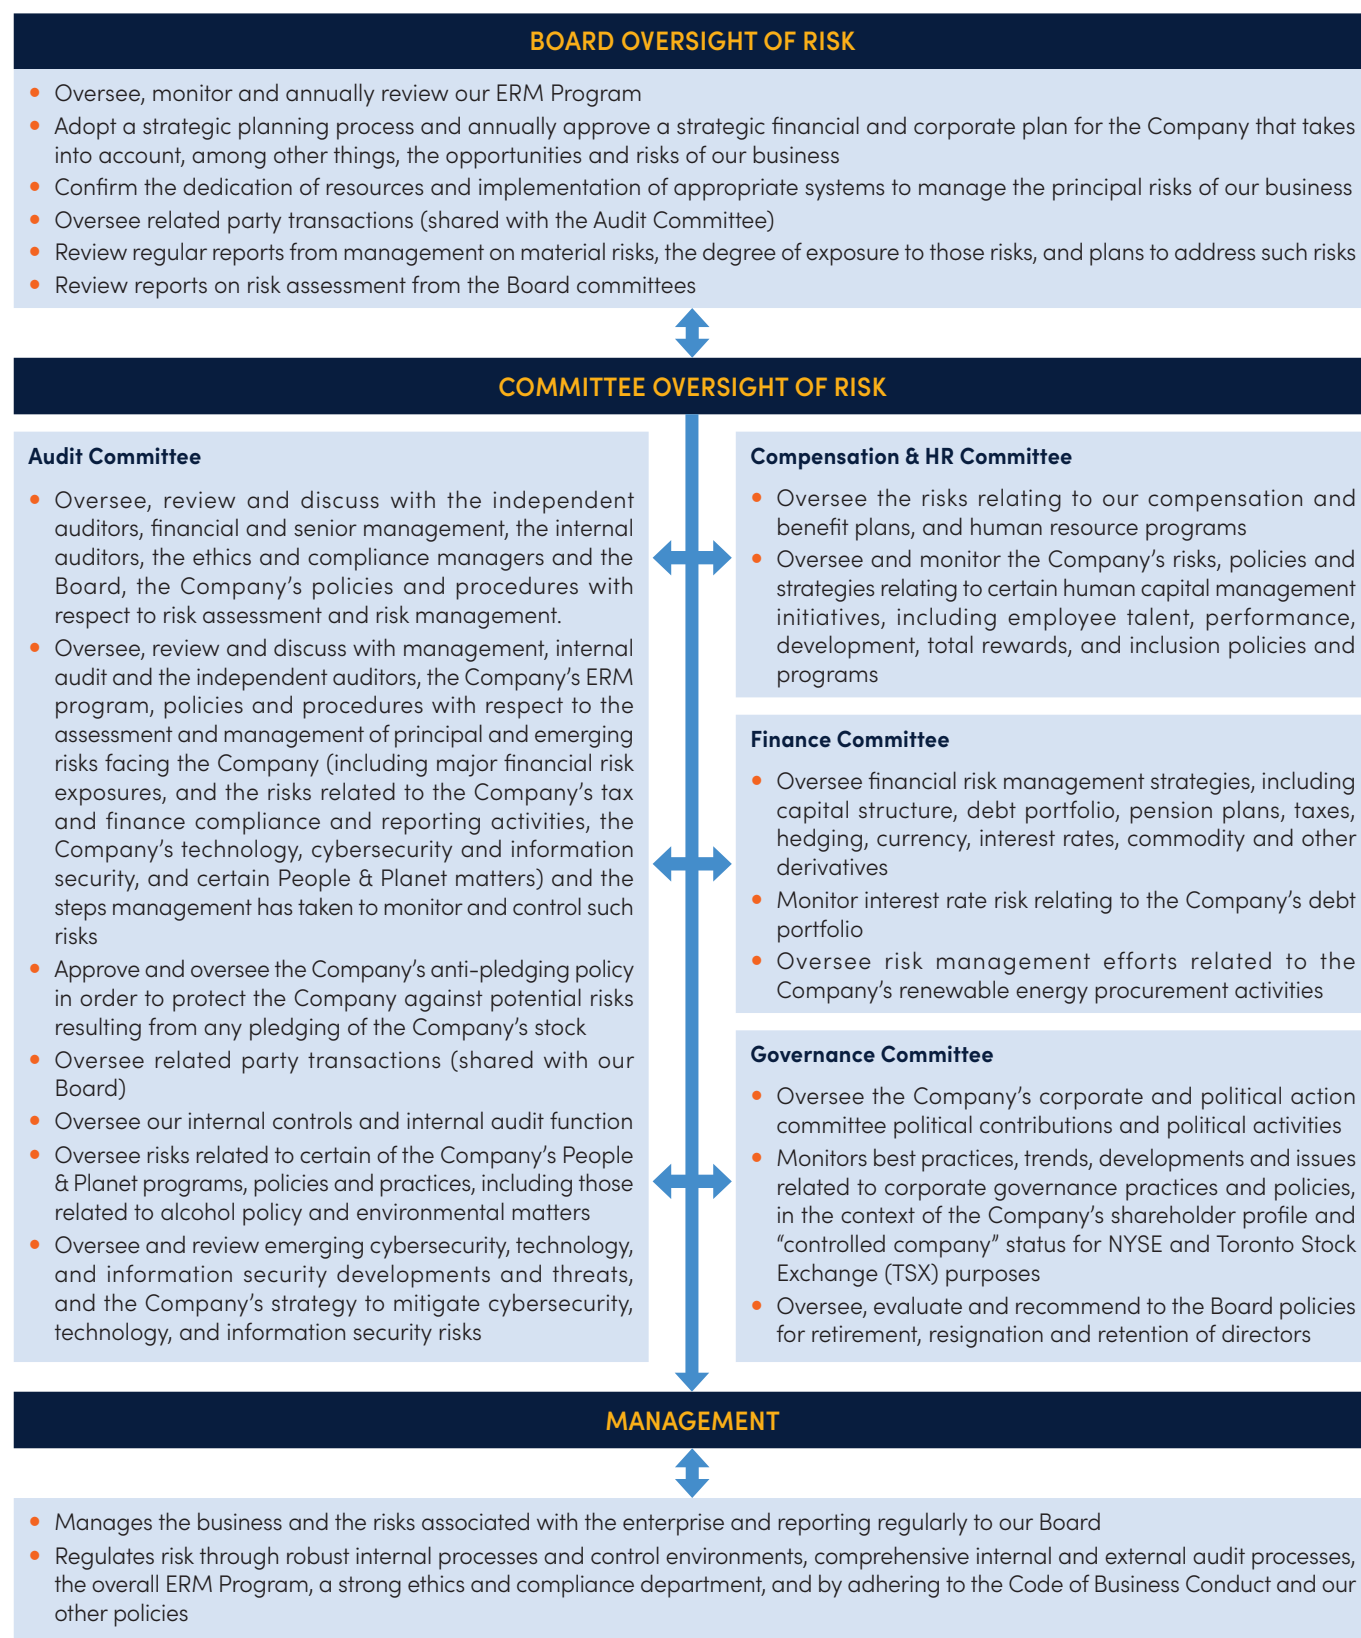 BOARD OVERSIGHT OF RISK
• Oversee, monitor and annually review our ERM Program
• Adopt a strategic planning process and annually approve a strategic financial and corporate plan for the Company that takes
into account, among other things, the opportunities and risks of our business
• Confirm the dedication of resources and implementation of appropriate systems to manage the principal risks of our business
• Oversee related party transactions (shared with the Audit Committee)
• Review regular reports from management on material risks, the degree of exposure to those risks, and plans to address such risks
• Review reports on risk assessment from the Board committees
COMMITTEE OVERSIGHT OF RISK
Audit Committee
• Oversee, review and discuss with the independent
auditors, financial and senior management, the internal
auditors, the ethics and compliance managers and the
Board, the Company's policies and procedures with
respect to risk assessment and risk management.
• Oversee, review and discuss with management, internal
audit and the independent auditors, the Company's ERM
program, policies and procedures with respect to the
assessment and management of principal and emerging
risks facing the Company (including major financial risk
exposures, and the risks related to the Company's tax
and finance compliance and reporting activities, the
Company's technology, cybersecurity and information
security, and certain People & Planet matters) and the
steps management has taken to monitor and control such
risks
• Approve and oversee the Company's anti-pledging policy
in order to protect the Company against potential risks
resulting from any pledging of the Company's stock
• Oversee related party transactions (shared with our
Board)
• Oversee our internal controls and internal audit function
• Oversee risks related to certain of the Company's People
& Planet programs, policies and practices, including those
related to alcohol policy and environmental matters
• Oversee and review emerging cybersecurity, technology,
and information security developments and threats,
and the Company's strategy to mitigate cybersecurity,
technology, and information security risks
Compensation & HR Committee
• Oversee the risks relating to our compensation and
benefit plans, and human resource programs
• Oversee and monitor the Company's risks, policies and
strategies relating to certain human capital management
initiatives, including employee talent, performance,
development, total rewards, and inclusion policies and
programs
Finance Committee
• Oversee financial risk management strategies, including
capital structure, debt portfolio, pension plans, taxes,
hedging, currency, interest rates, commodity and other
derivatives
• Monitor interest rate risk relating to the Company's debt
portfolio
• Oversee risk management efforts related to the
Company's renewable energy procurement activities
Governance Committee
• Oversee the Company's corporate and political action
committee political contributions and political activities
• Monitors best practices, trends, developments and issues
related to corporate governance practices and policies,
in the context of the Company's shareholder profile and
“controlled company” status for NYSE and Toronto Stock
Exchange (TSX) purposes
• Oversee, evaluate and recommend to the Board policies
for retirement, resignation and retention of directors
MANAGEMENT
• Manages the business and the risks associated with the enterprise and reporting regularly to our Board
• Regulates risk through robust internal processes and control environments, comprehensive internal and external audit processes,
the overall ERM Program, a strong ethics and compliance department, and by adhering to the Code of Business Conduct and our
other policies